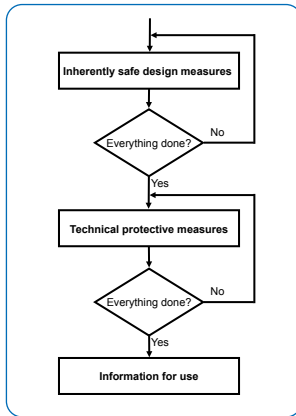 Inherently safe design measures
Everything done?
No
Yes
Technical protective measures
Everything done?
No
Yes
Information for use